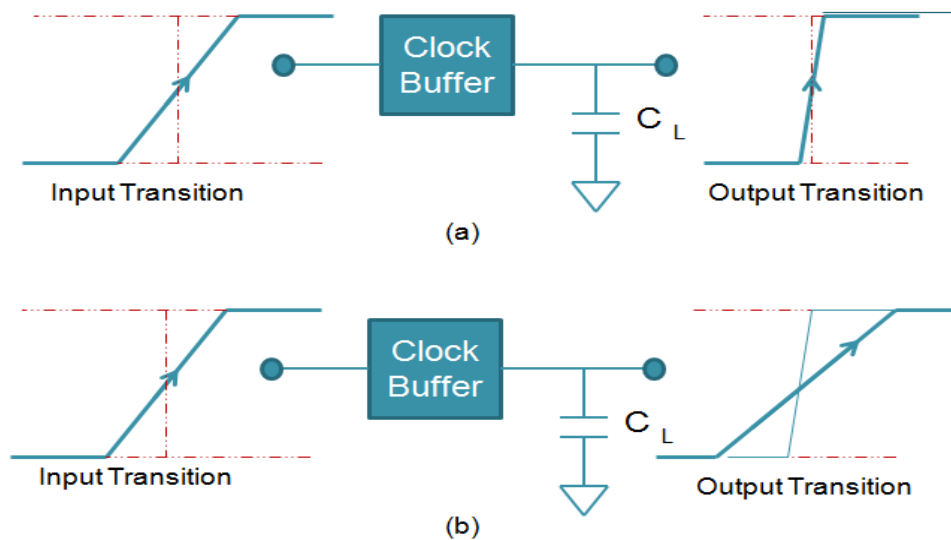 Clock
Buffer
C L
Input Transition
Output Transition
(a)
Clock
Buffer
C L
Input Transition
Output Transition
(b)